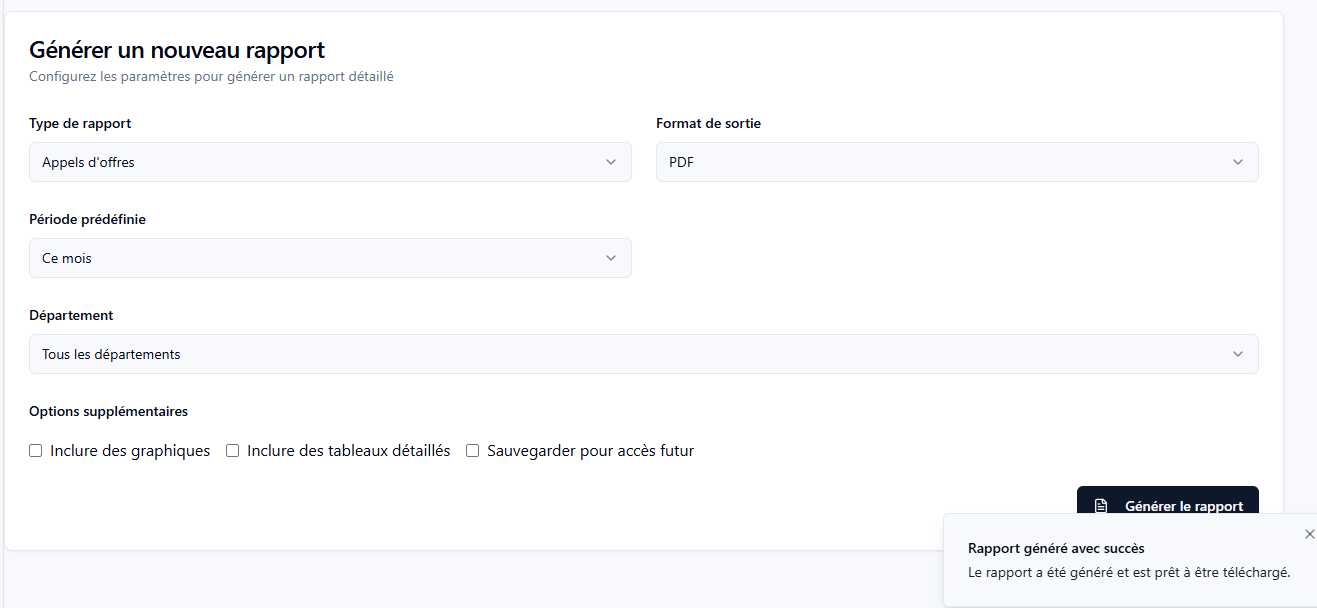 Générer un nouveau rapport
Configurez les paramètres pour générer un rapport détaillé
Type de rapport
Format de sortie
Appels d'offres
PDF
Période prédéfinie
Ce mois
Département
Tous les départements
Options supplémentaires
Inclure des graphiques Inclure des tableaux détaillés Sauvegarder pour accès futur
Générer le rapport
Rapport généré avec succès
Le rapport a été généré et est prêt à être téléchargé.